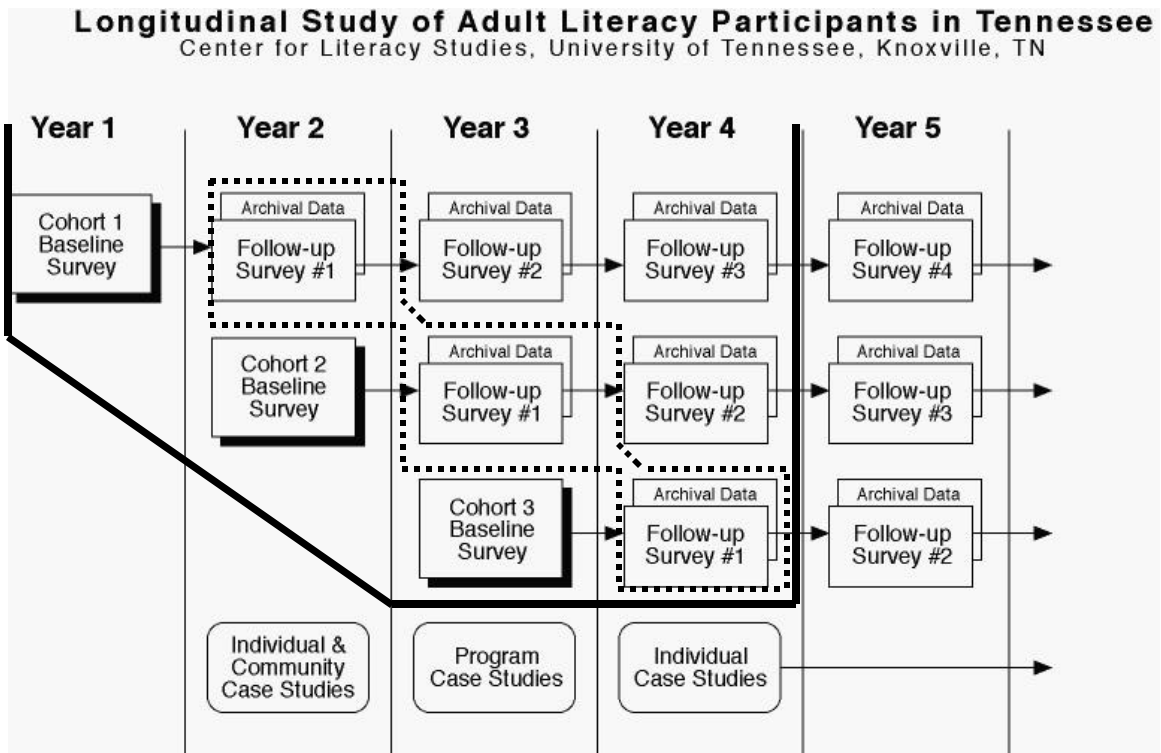 Longitudinal Study of Adult Literacy Participants in Tennessee
Center for Literacy Studies, University of Tennessee, Knoxville, TN
Year 1
Year 2
Year 3
Year 4
Year 5
Cohort 1
Baseline
Survey
Archival Data
Follow-up
Survey #1
Archival Data
Follow-up
Survey #2
Archival Data
Follow-up
Survey #3
Archival Data
Follow-up
Survey #4
Cohort 2
Baseline
Survey
Archival Data
Follow-up
Survey #1
Archival Data
Follow-up
Survey #2
Archival Data
Follow-up
Survey #3
Cohort 3
Baseline
Survey
Archival Data
Follow-up
Survey #1
Archival Data
Follow-up
Survey #2
Individual &
Community
Case Studies
Program
Case Studies
Individual
Case Studies